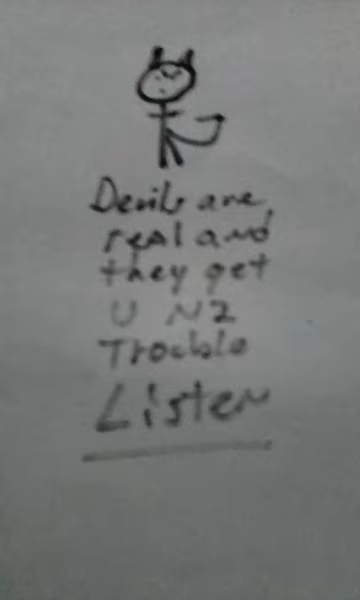 Devils are,
real and
they get
U N2
Trouble
Listen